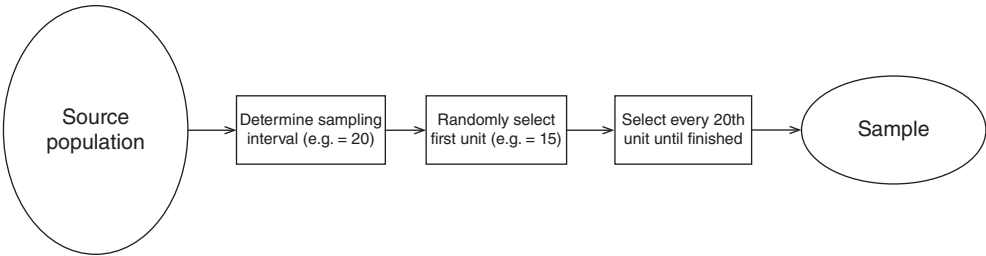 Source
population
Determine sampling
interval (e.g. = 20)
Randomly select
first unit (e.g. = 15)
Select every 20th
unit until finished
Sample